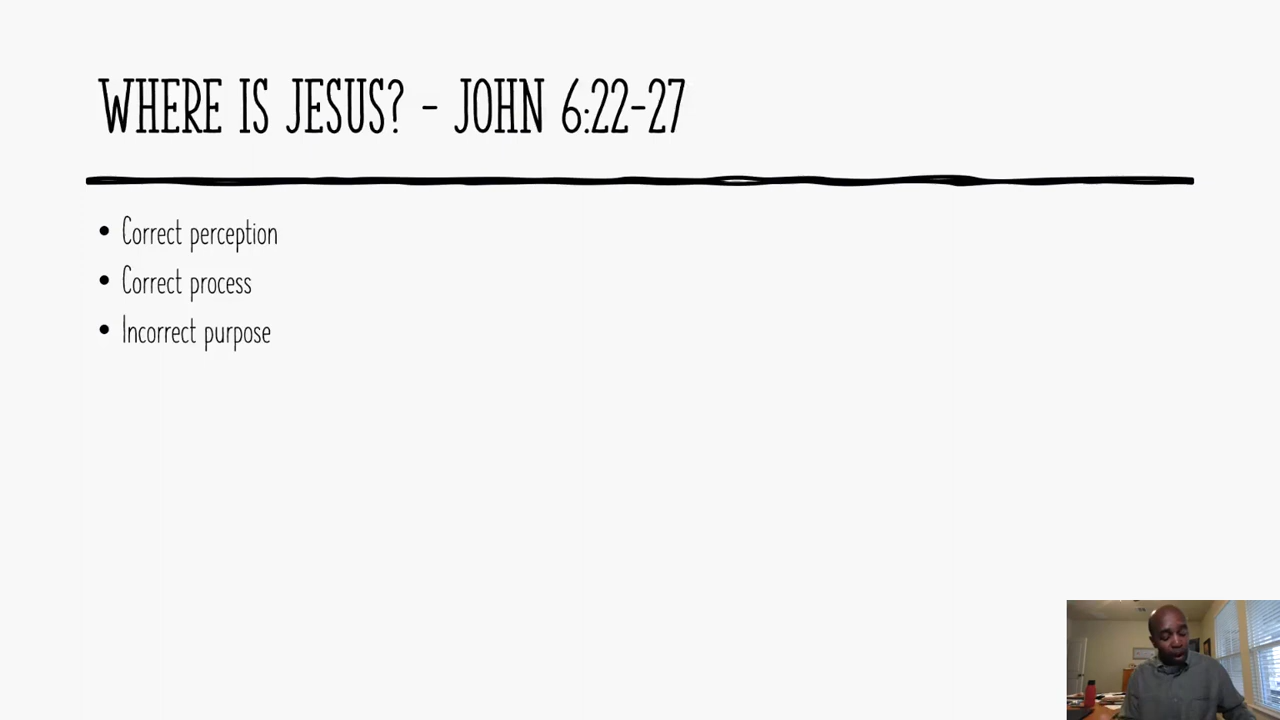 WHERE IS JESUS? - JOHN 6:22-27
• Correct perception
• Correct process
• Incorrect purpose